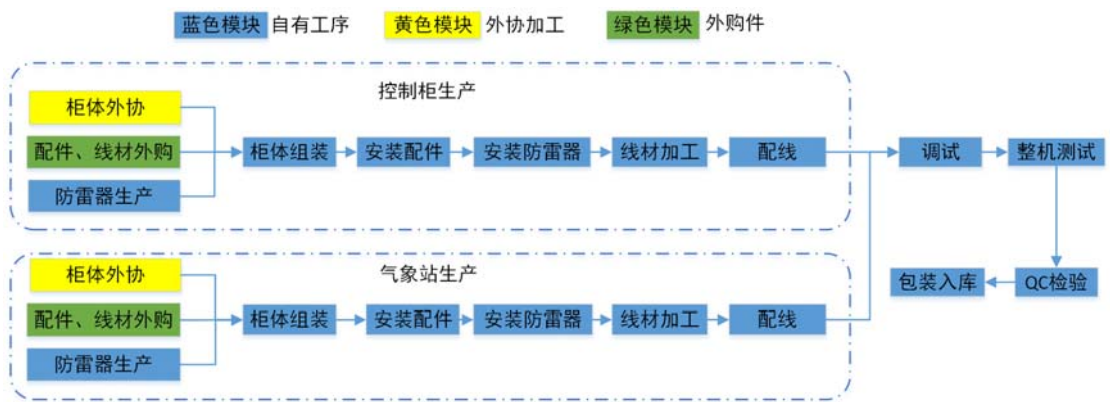 蓝色模块 自有工序 黄色模块 外协加工 绿色模块 外购件
控制柜生产
柜体外协
配件、线材外购
防雷器生产
柜体组装 安装配件 安装防雷器 线材加工 配线
调试 整机测试
气象站生产
柜体外协
配件、线材外购
防雷器生产
柜体组装 安装配件 安装防雷器 线材加工 配线
包装入库 QC检验